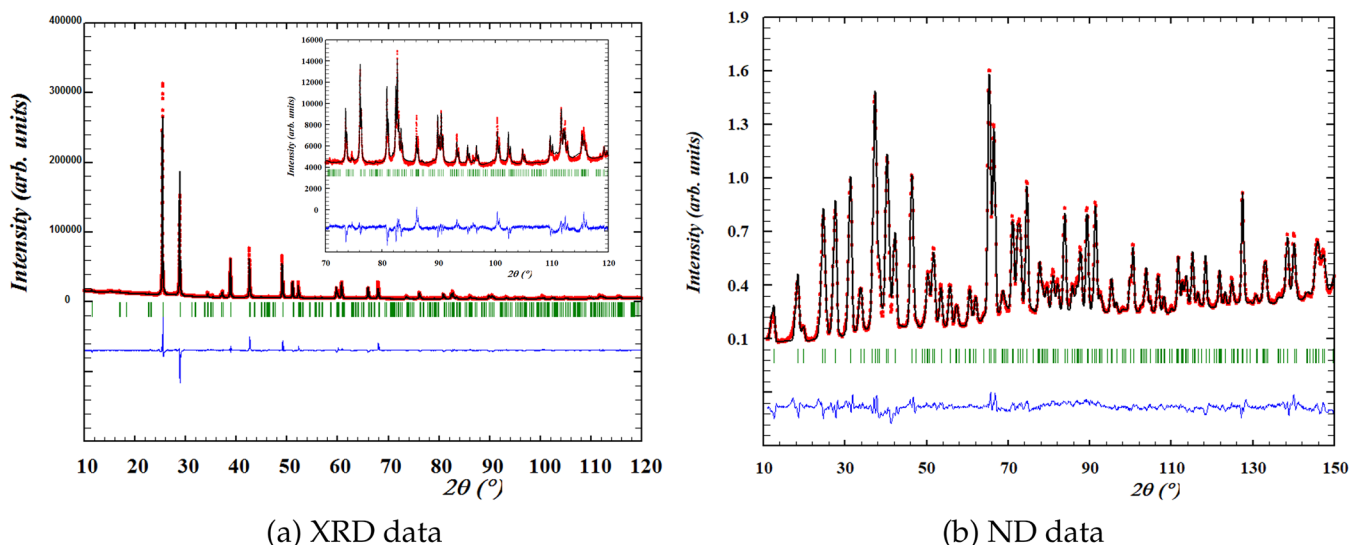 400000
300000
200000
100000
0
Intensity (arb. units)
10 20 30 40 50 60 70 80 90 100 110 120
2θ (°)
16000
14000
12000
10000
8000
6000
4000
2000
0
Intensity (arb. units)
70 80 90 100 110 120
2θ (°)
(a) XRD data
1.9
1.6
1.3
1.0
0.7
0.4
0.1
Intensity (arb. units)
10 30 50 70 90 110 130 150
2θ (°)
(b) ND data